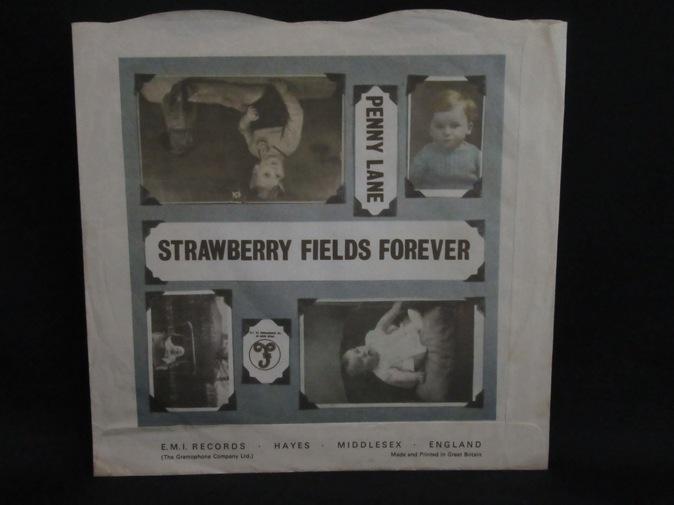 PENNY LANE
STRAWBERRY FIELDS FOREVER
E.M.I. RECORDS · HAYES · MIDDLESEX · ENGLAND
(The Gramophone Company Ltd.) Made and Printed in Great Britain